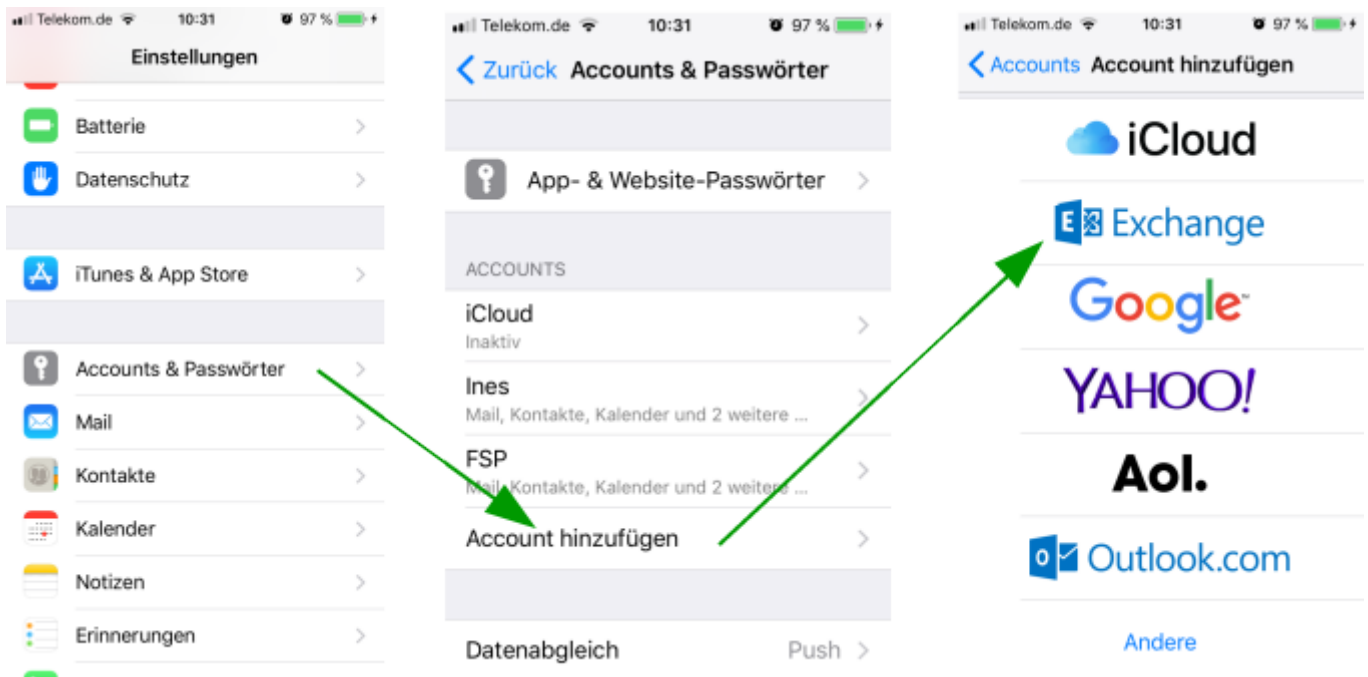 Telekom.de 10:31 97 %
Einstellungen
Batterie
Datenschutz
iTunes & App Store
Accounts & Passwörter
Mail
Kontakte
Kalender
Notizen
Erinnerungen
Telekom.de 10:31 97 %
Zurück Accounts & Passwörter
App- & Website-Passwörter
ACCOUNTS
iCloud
Inaktiv
Ines
Mail, Kontakte, Kalender und 2 weitere ...
FSP
Mail, Kontakte, Kalender und 2 weitere ...
Account hinzufügen
Datenabgleich Push
Telekom.de 10:31 97 %
Accounts Account hinzufügen
iCloud
E Exchange
Google
YAHOO!
Aol.
o Outlook.com
Andere